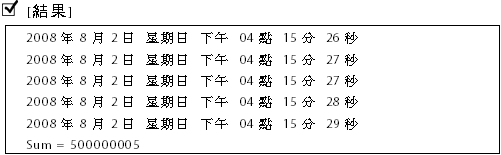 [結果]
2008 年 8 月 2 日 星期日 下午 04 點 15 分 26 秒
2008 年 8 月 2 日 星期日 下午 04 點 15 分 27 秒
2008 年 8 月 2 日 星期日 下午 04 點 15 分 27 秒
2008 年 8 月 2 日 星期日 下午 04 點 15 分 28 秒
2008 年 8 月 2 日 星期日 下午 04 點 15 分 29 秒
Sum = 500000005